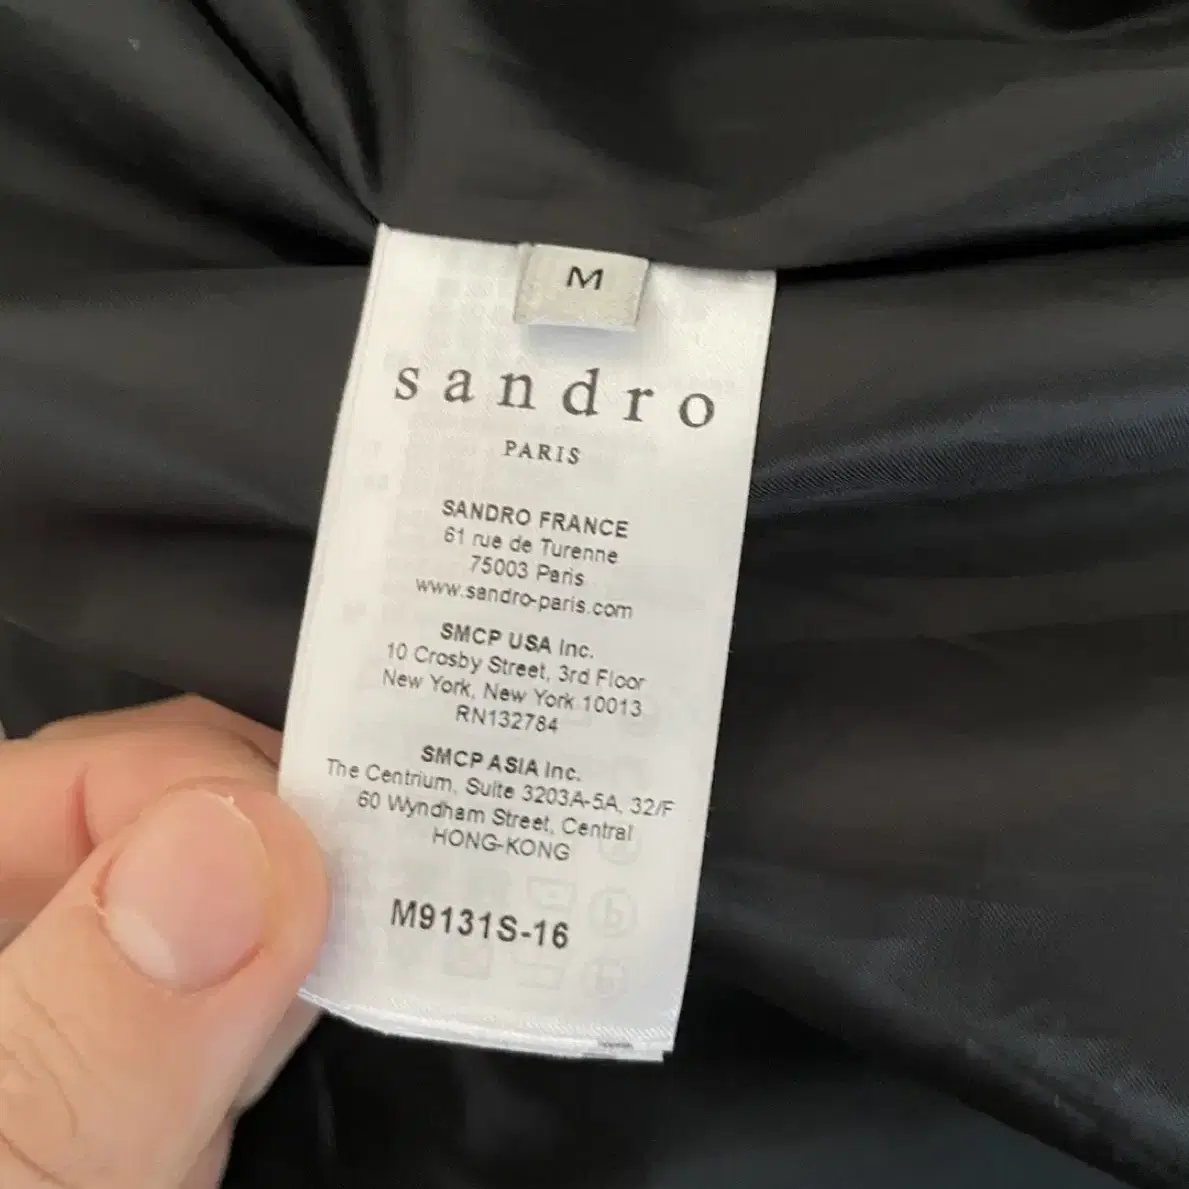 M
sandro
PARIS
SANDRO FRANCE
61 rue de Turenne
75003 Paris
www.sandro-paris.com
SMCP USA Inc.
10 Crosby Street, 3rd Floor
New York, New York 10013
RN132784
SMCP ASIA Inc.
The Centrium, Suite 3203A-5A, 32/F
60 Wyndham Street, Central
HONG-KONG
M9131S-16